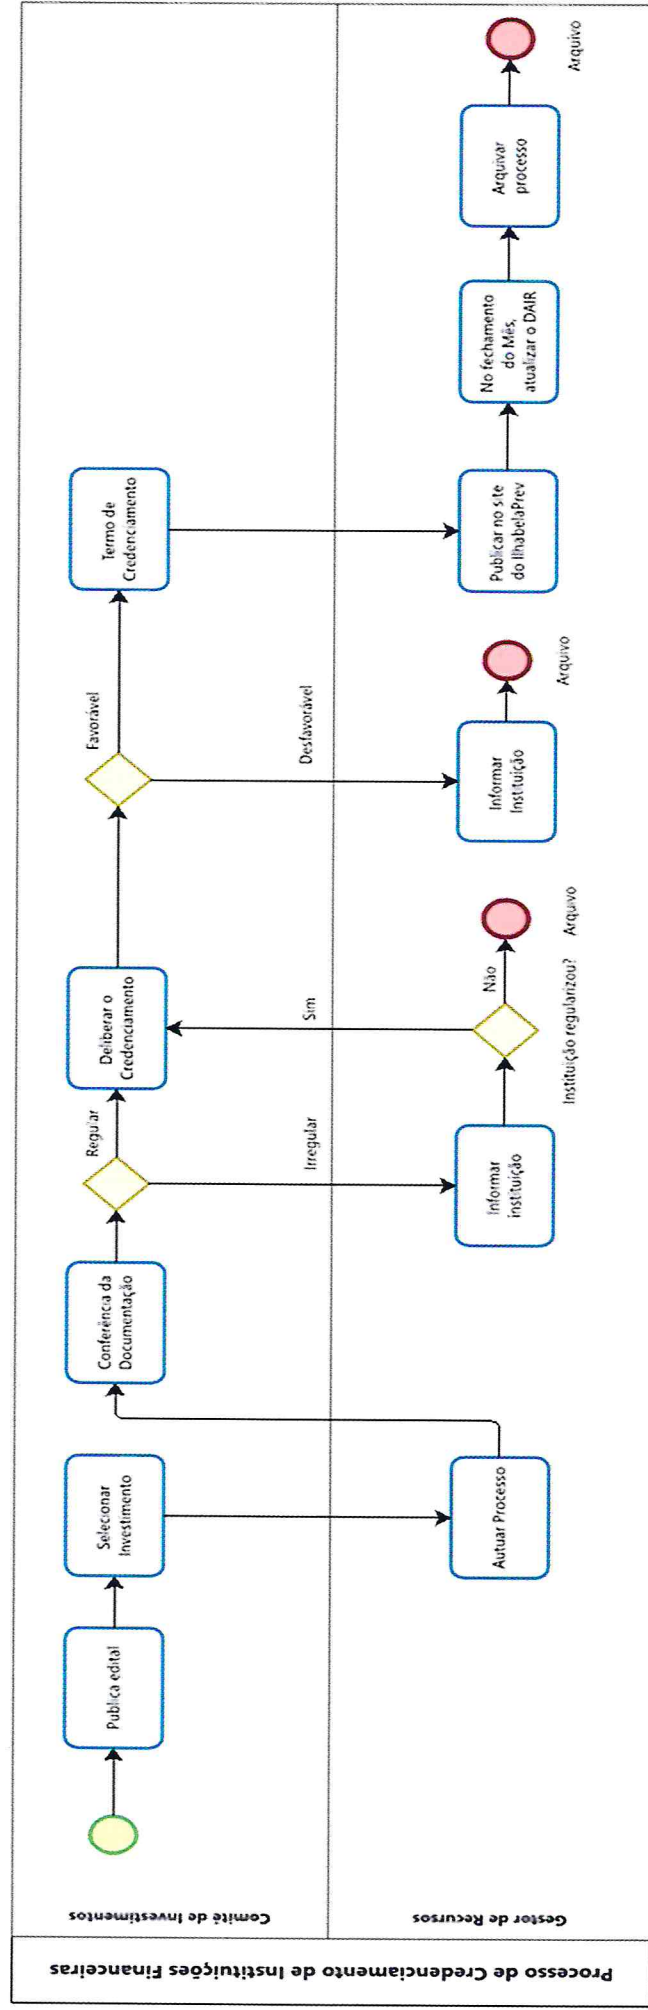 Processo de Credenciamento de Instituições Financeiras
Comitê de Investimentos
Publica edital
Selecionar
Investimento
Conferência da
Documentação
Regular
Irregular
Deliberar o
Credenciamento
Sim
Favorável
Desfavorável
Termo de
Credenciamento
Gestor de Recursos
Autuar Processo
Informar
instituição
Instituição regularizou?
Não
Arquivo
Informar
Instituição
Arquivo
Publicar no site
do IlhabelaPrev
No fechamento
do Mês,
atualizar o DAIR
Arquivar
processo
Arquivo